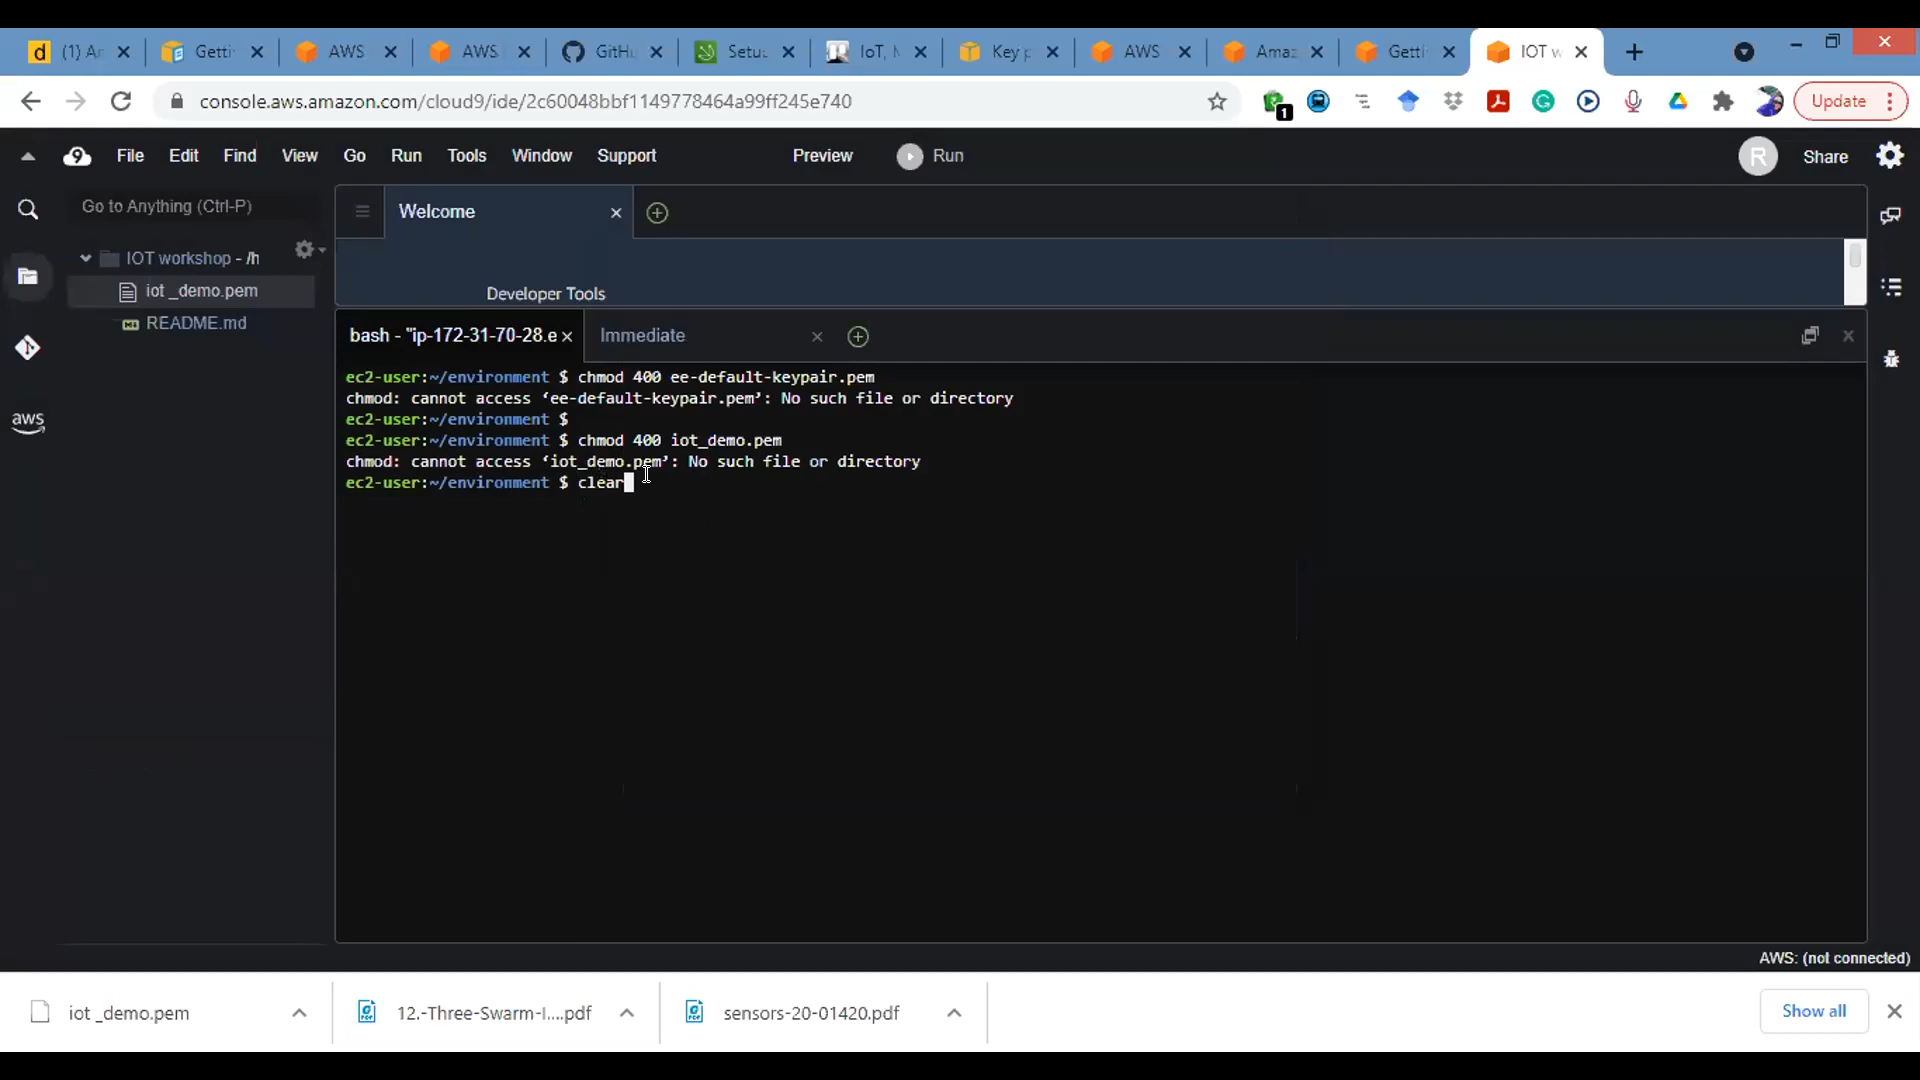 (1) Ar
Getti
AWS
AWS
GitHu
Setu
IoT, M
Key p
AWS
Amaz
Getti
IOT w
console.aws.amazon.com/cloud9/ide/2c60048bbf1149778464a99ff245e740
1
Update
9 File Edit Find View Go Run Tools Window Support Preview Run R Share
Go to Anything (Ctrl-P)
Welcome
IOT workshop - /h
iot _demo.pem
README.md
aws
Developer Tools
bash - "ip-172-31-70-28.e Immediate
ec2-user:~/environment $ chmod 400 ee-default-keypair.pem
chmod: cannot access ‘ee-default-keypair.pem’: No such file or directory
ec2-user:~/environment $
ec2-user:~/environment $ chmod 400 iot_demo.pem
chmod: cannot access ‘iot_demo.pem’: No such file or directory
ec2-user:~/environment $ clear
AWS: (not connected)
iot _demo.pem
12.-Three-Swarm-I....pdf
sensors-20-01420.pdf
Show all